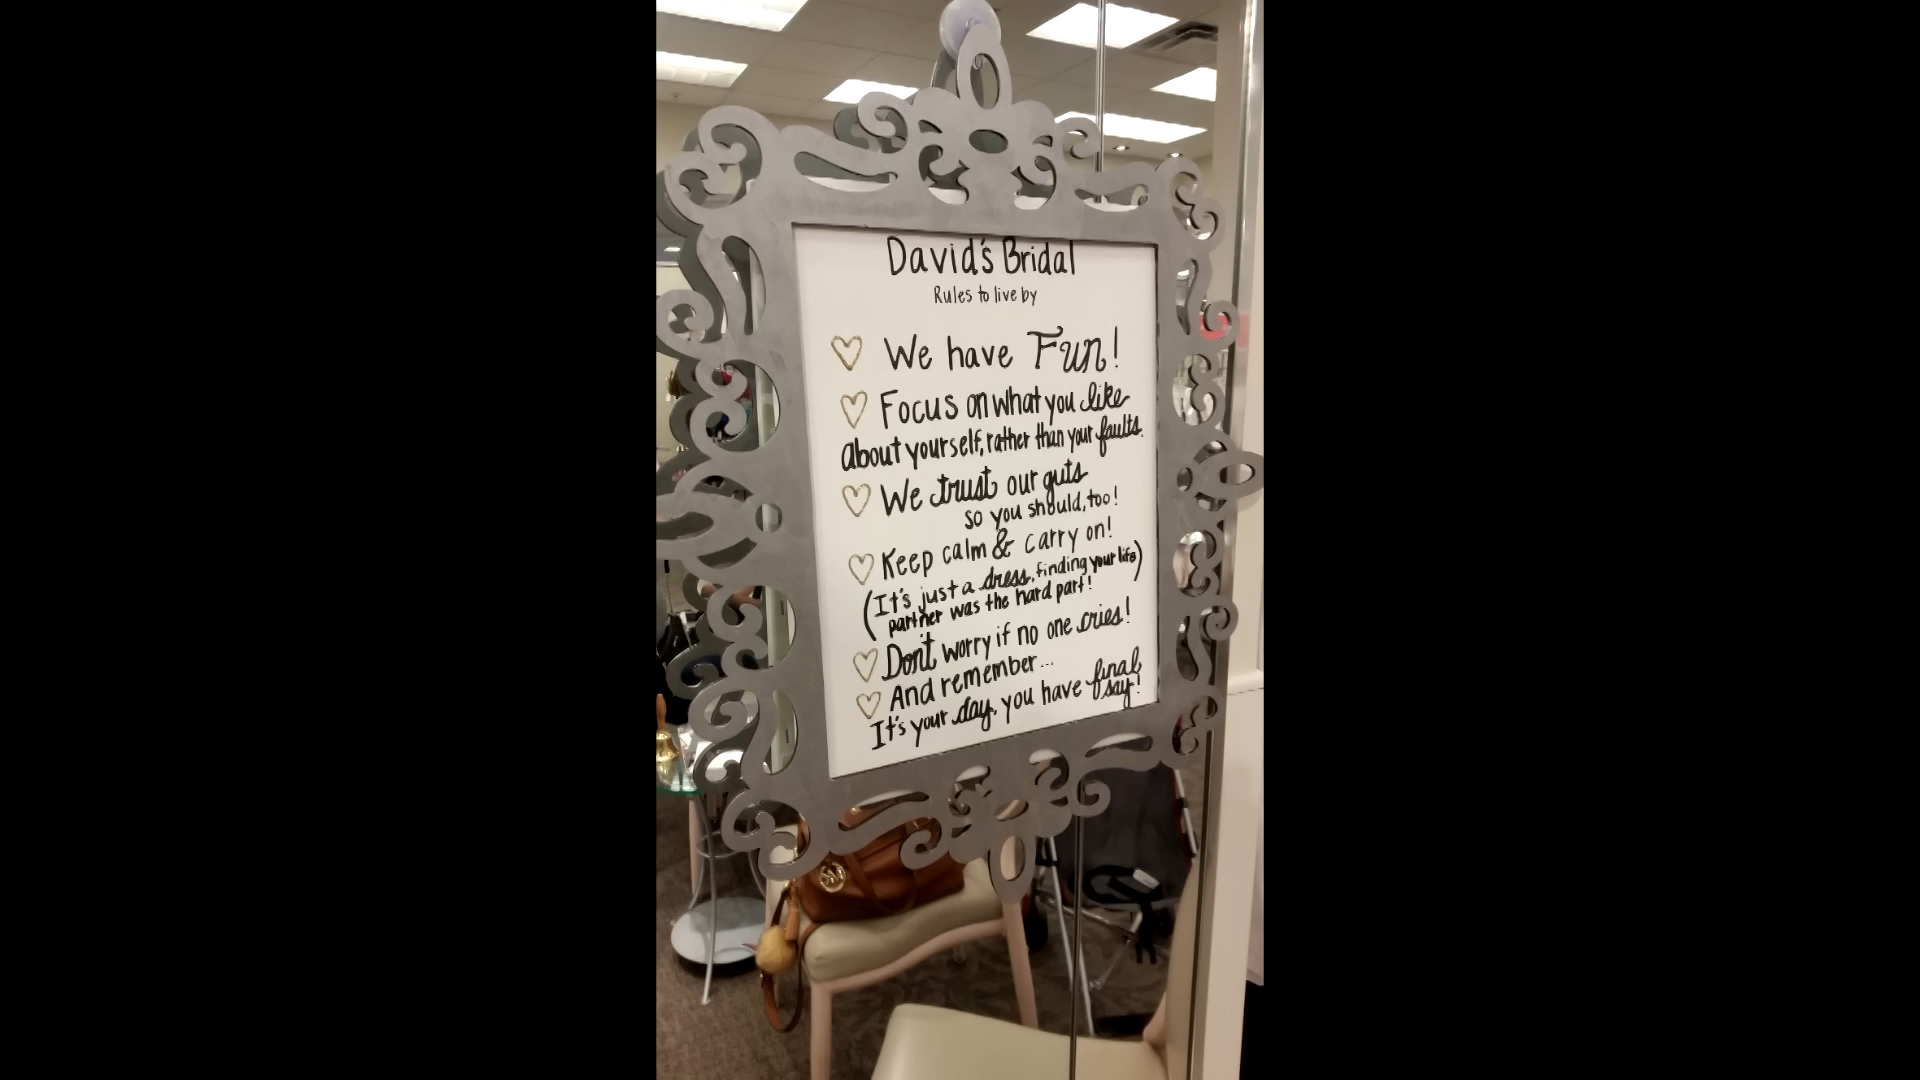 David's Bridal
Rules to live by
We have Fun!
Focus on what you like
about yourself, rather than your faults.
We trust our guts
so you should, too!
Keep calm & carry on!
(It's just a dress, finding your life)
partner was the hard part!
Don't worry if no one cries!
And remember...
It's your day, you have final
say!